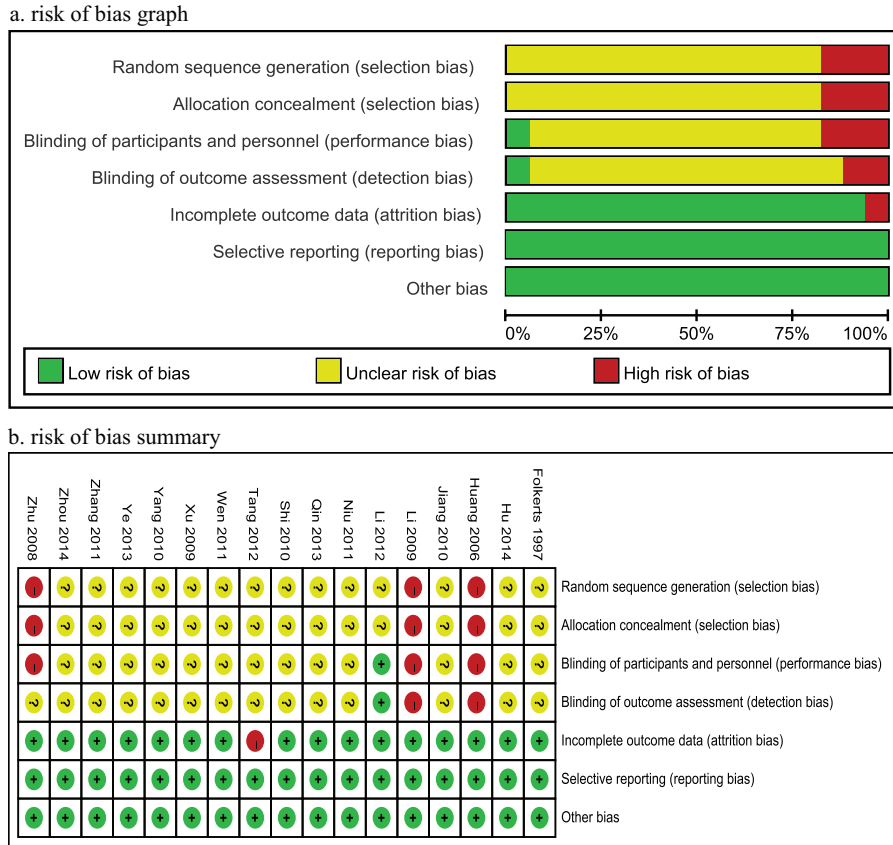 a. risk of bias graph
Random sequence generation (selection bias)
Allocation concealment (selection bias)
Blinding of participants and personnel (performance bias)
Blinding of outcome assessment (detection bias)
Incomplete outcome data (attrition bias)
Selective reporting (reporting bias)
Other bias
0% 25% 50% 75% 100%
Low risk of bias Unclear risk of bias High risk of bias
b. risk of bias summary
Zhu 2008 Zhou 2014 Zhang 2011 Ye 2013 Yang 2010 Xu 2009 Wen 2011 Tang 2012 Shi 2010 Qin 2013 Niu 2011 Li 2012 Li 2009 Jiang 2010 Huang 2006 Hu 2014 Folkerts 1997
– ? ? ? ? ? ? ? ? ? ? ? – ? – ? ? Random sequence generation (selection bias)
– ? ? ? ? ? ? ? ? ? ? ? – ? – ? ? Allocation concealment (selection bias)
– ? ? ? ? ? ? ? ? ? ? + – ? – ? ? Blinding of participants and personnel (performance bias)
? ? ? ? ? ? ? ? ? ? ? + – ? – ? ? Blinding of outcome assessment (detection bias)
+ + + + + + + – + + + + + + + + + Incomplete outcome data (attrition bias)
+ + + + + + + + + + + + + + + + + Selective reporting (reporting bias)
+ + + + + + + + + + + + + + + + + Other bias